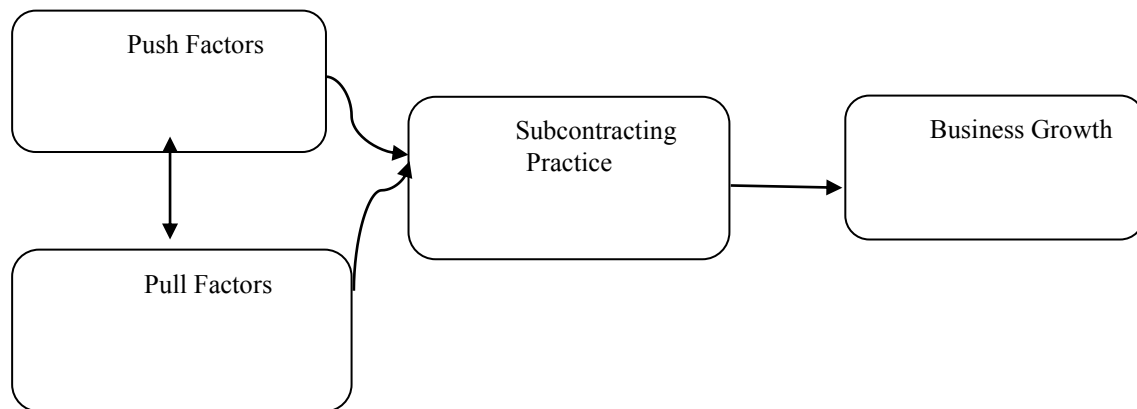 Push Factors
Subcontracting
Practice
Business Growth
Pull Factors